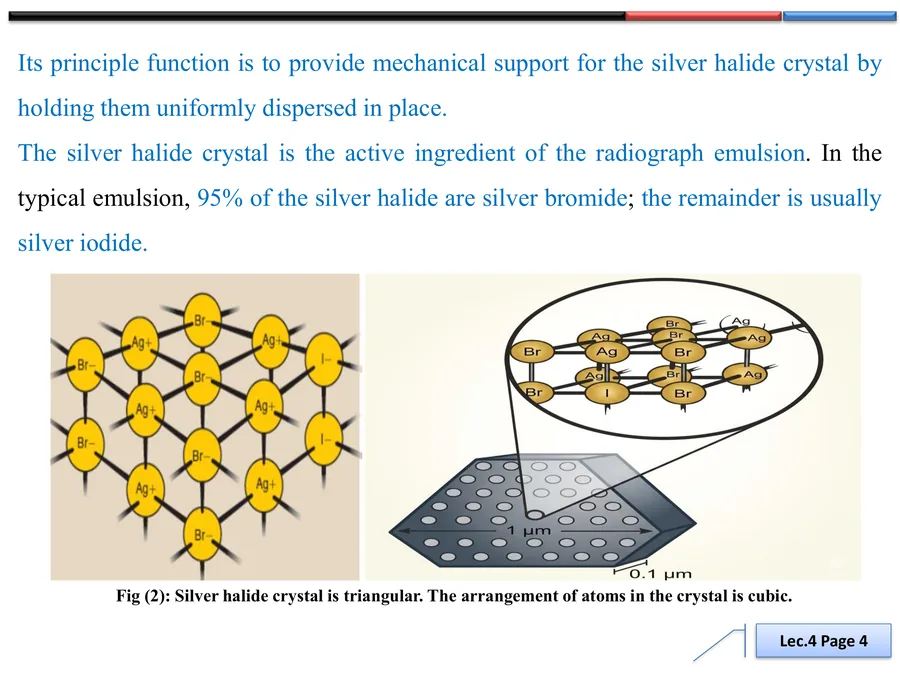 Its principle function is to provide mechanical support for the silver halide crystal by
holding them uniformly dispersed in place.
The silver halide crystal is the active ingredient of the radiograph emulsion. In the
typical emulsion, 95% of the silver halide are silver bromide; the remainder is usually
silver iodide.
Br−
Ag+
Ag+
I−
Br−
Br−
Ag+
Ag+
Br−
Br−
I−
Ag+
Ag+
Br−
Br
Ag
Ag
Br
Ag
Br
Ag
Br
Ag
Br
Ag
Br
I
Br
1 µm
0.1 µm
Fig (2): Silver halide crystal is triangular. The arrangement of atoms in the crystal is cubic.
Lec.4 Page 4